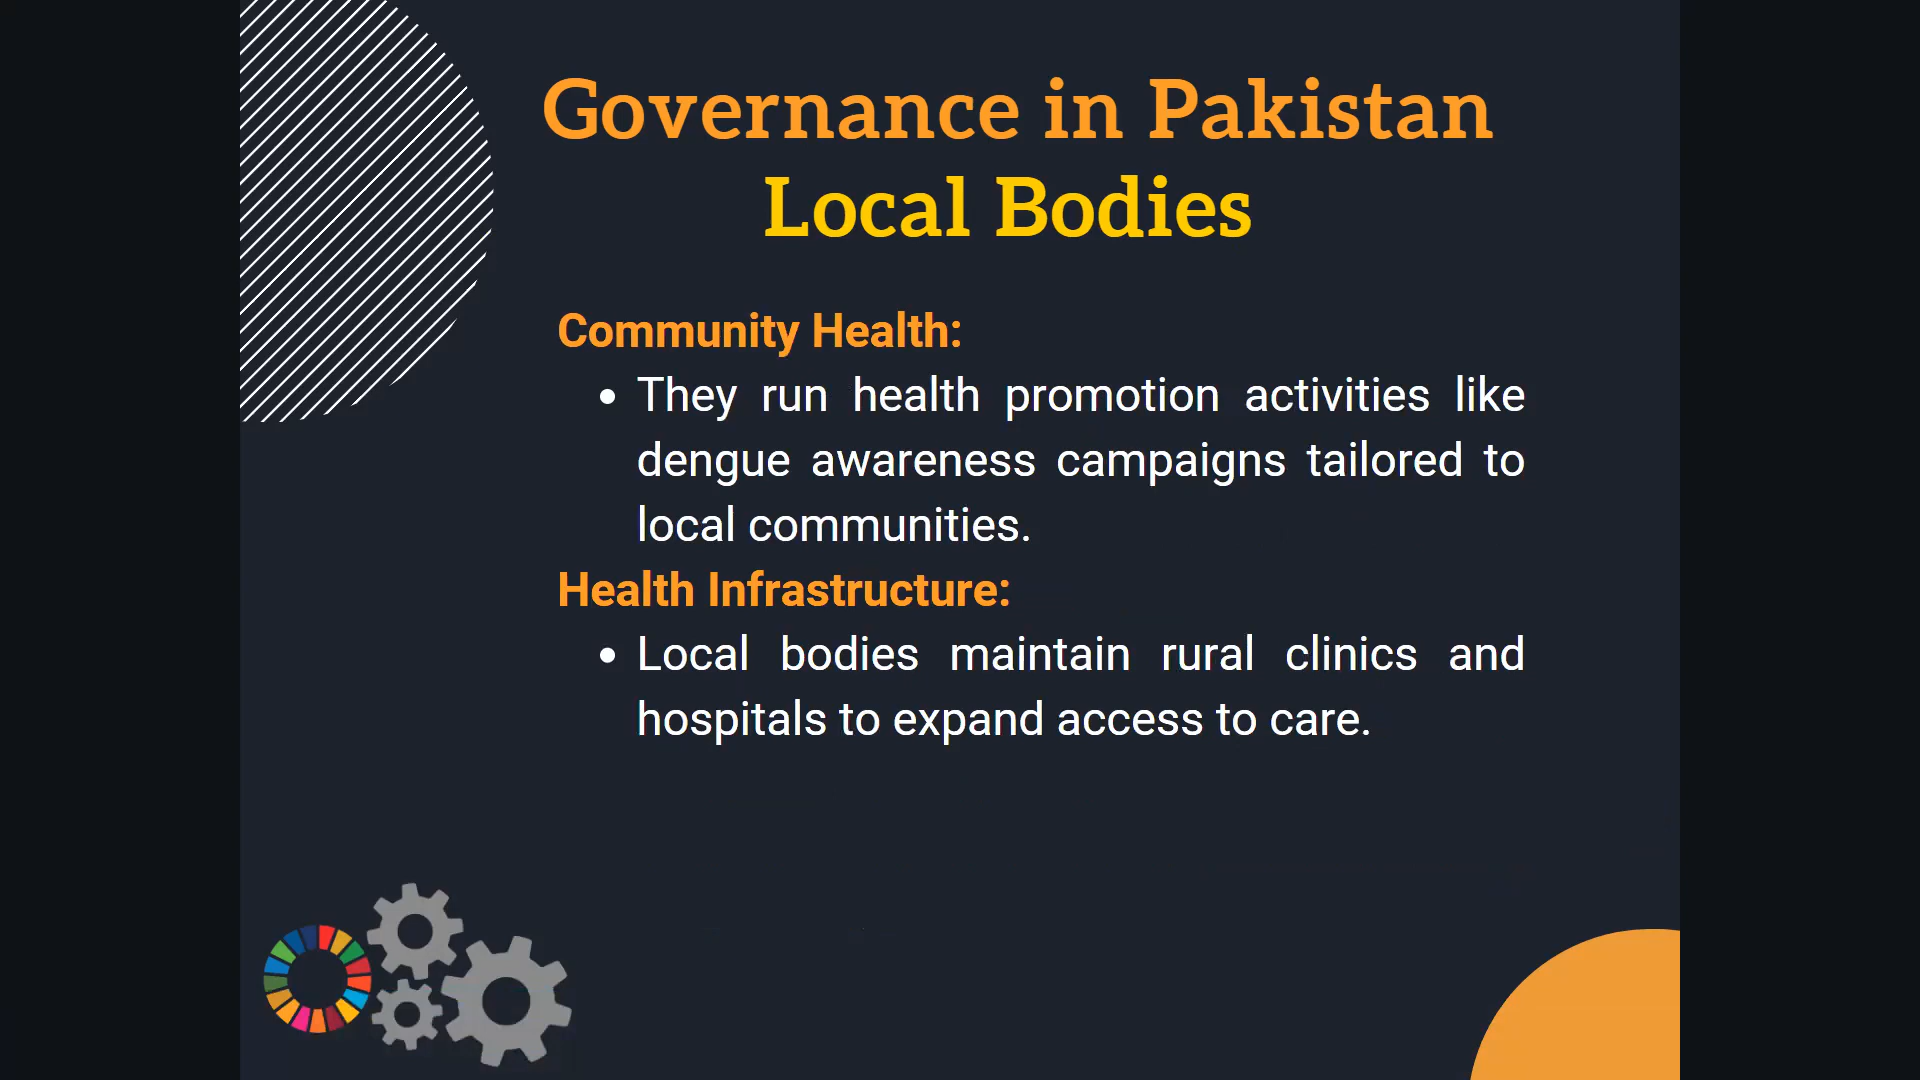 Governance in Pakistan
Local Bodies
Community Health:
• They run health promotion activities like
dengue awareness campaigns tailored to
local communities.
Health Infrastructure:
• Local bodies maintain rural clinics and
hospitals to expand access to care.